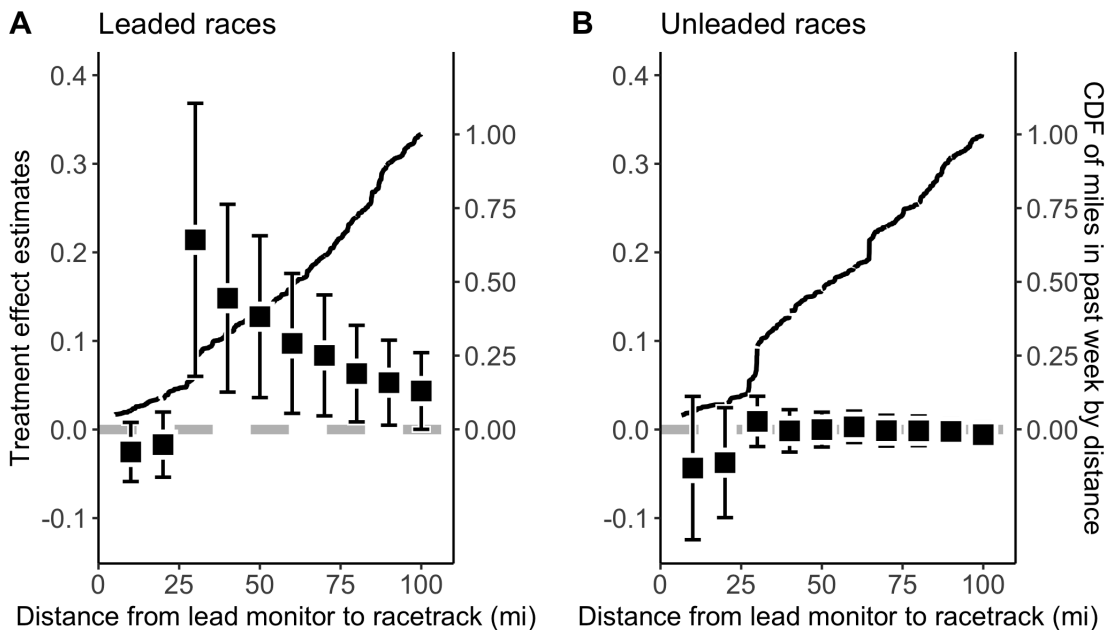 A Leaded races
B Unleaded races
Treatment effect estimates
0.4
0.3
0.2
0.1
0.0
-0.1
1.00
0.75
0.50
0.25
0.00
0 25 50 75 100
Distance from lead monitor to racetrack (mi)
0.4
0.3
0.2
0.1
0.0
-0.1
1.00
0.75
0.50
0.25
0.00
CDF of miles in past week by distance
0 25 50 75 100
Distance from lead monitor to racetrack (mi)